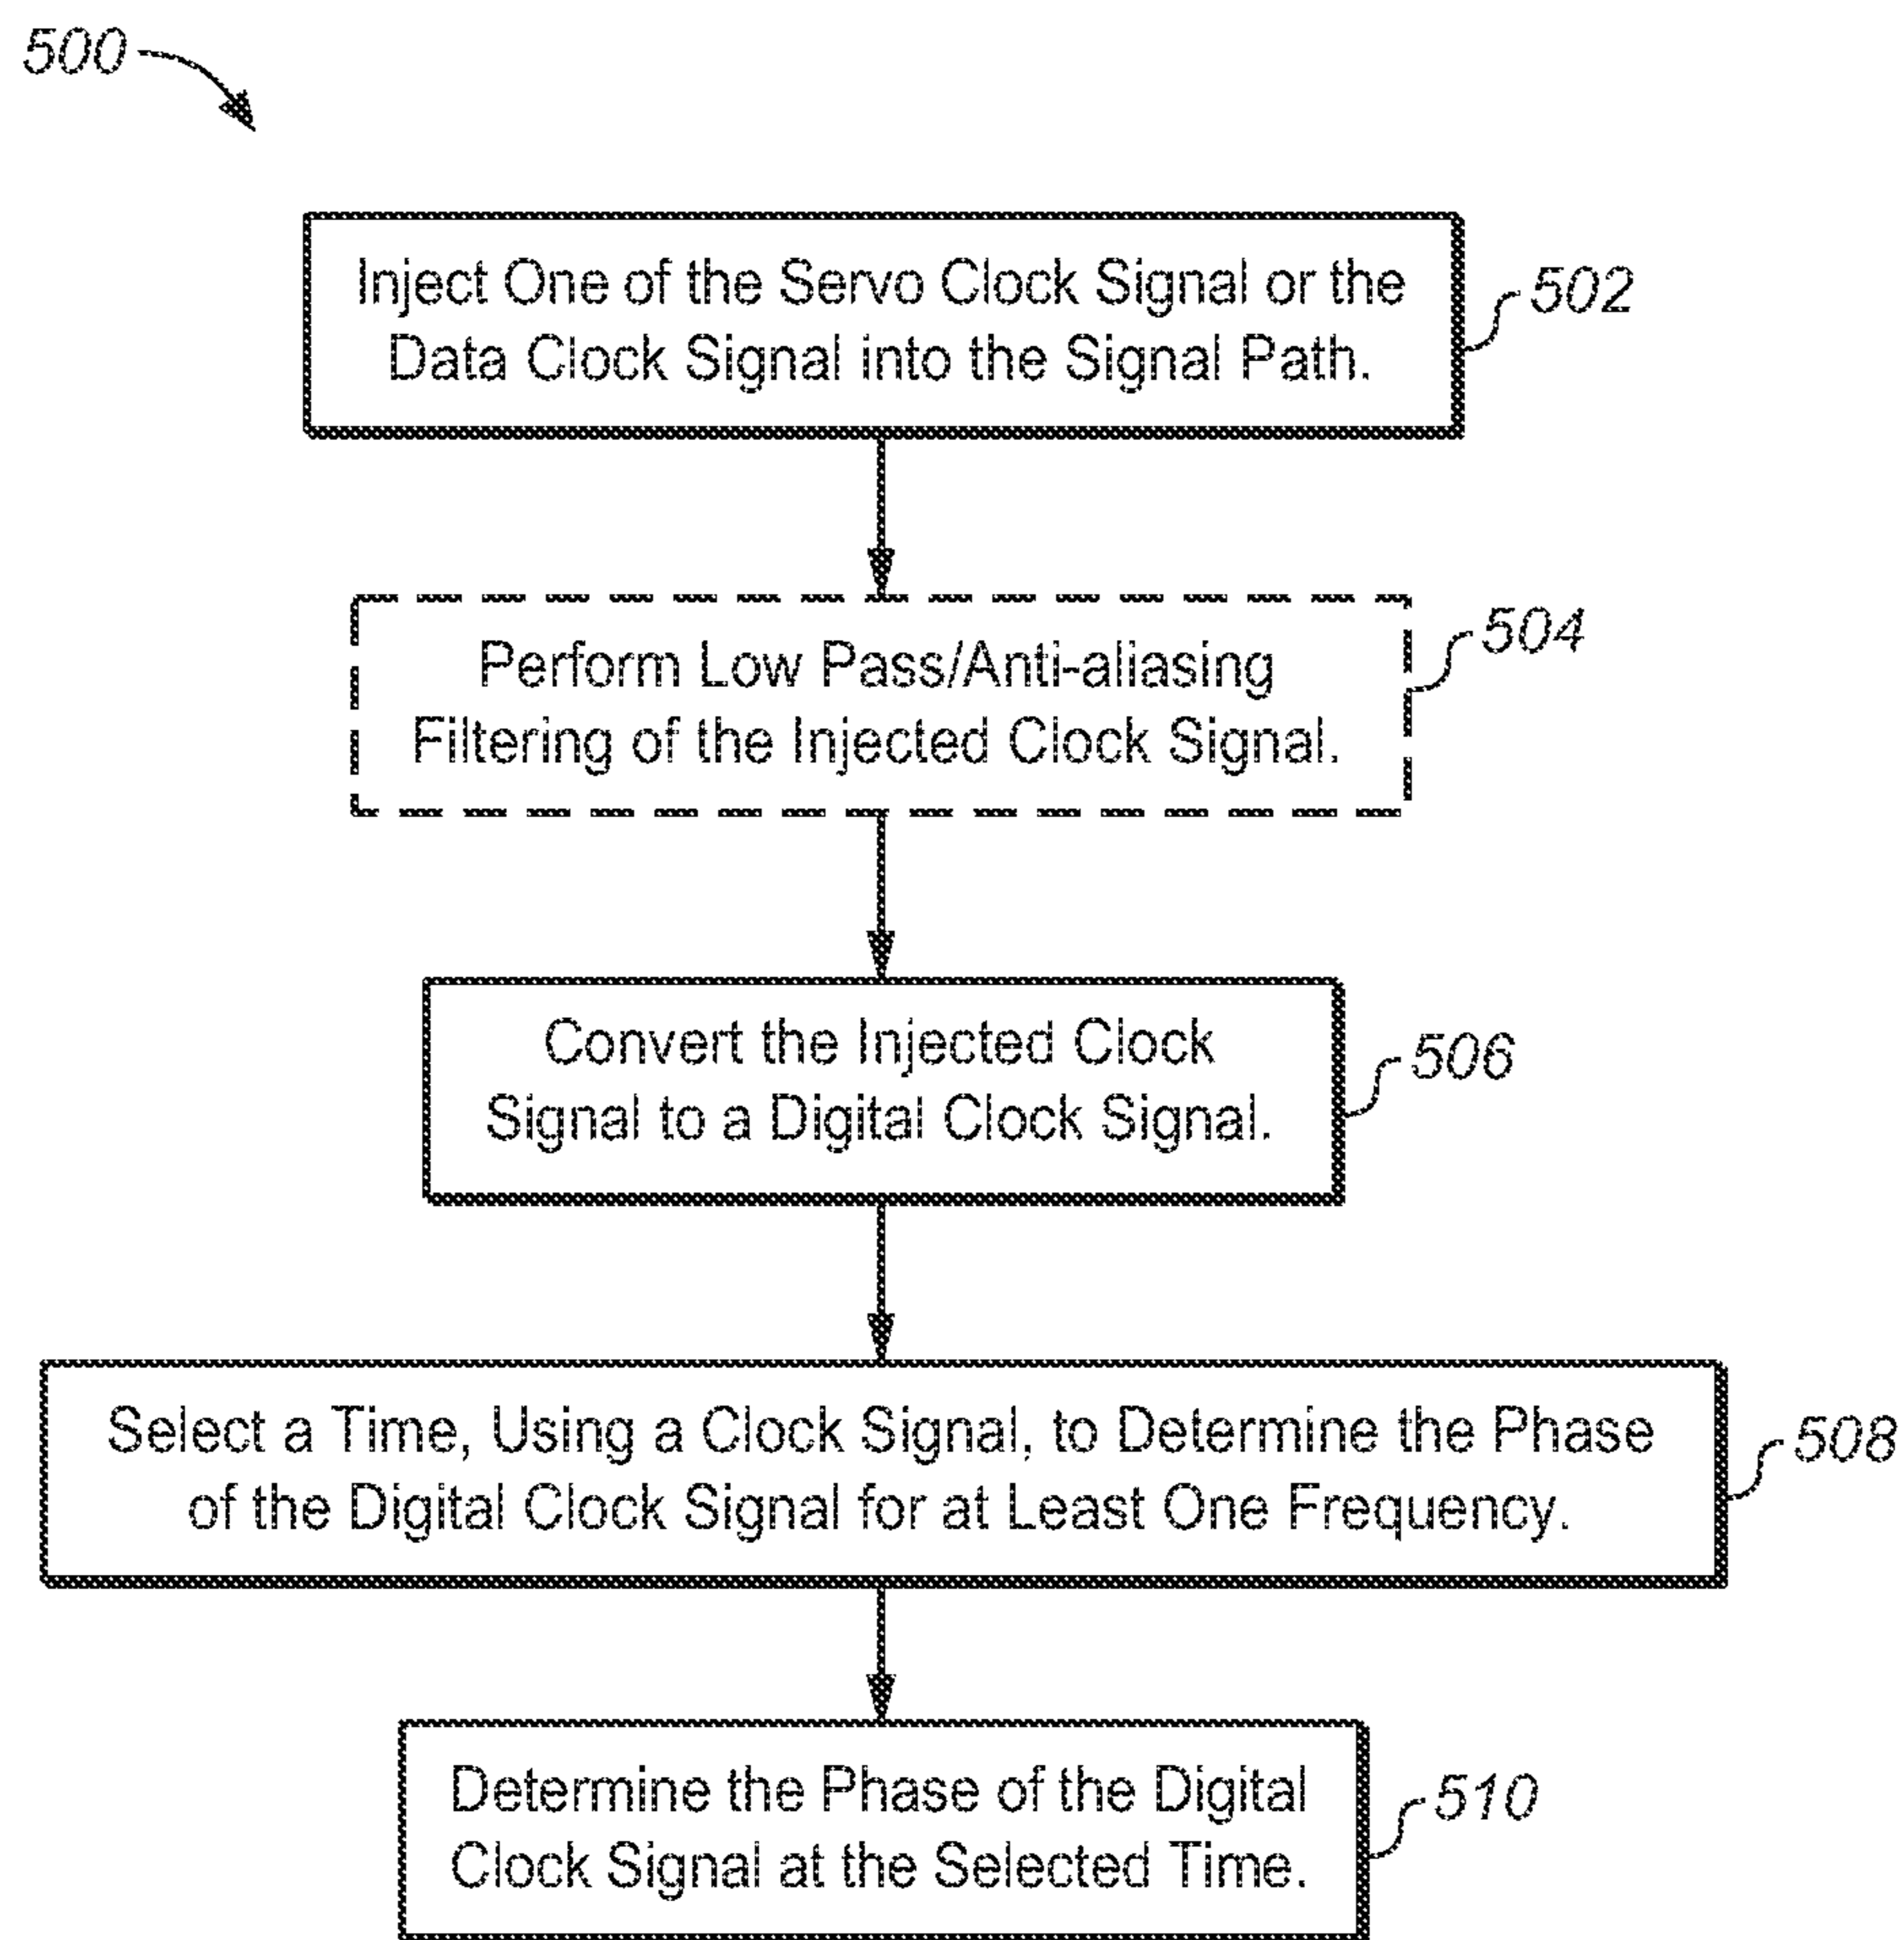 500
Inject One of the Servo Clock Signal or the
Data Clock Signal into the Signal Path.
502
Perform Low Pass/Anti-aliasing
Filtering of the Injected Clock Signal.
504
Convert the Injected Clock
Signal to a Digital Clock Signal.
506
Select a Time, Using a Clock Signal, to Determine the Phase
of the Digital Clock Signal for at Least One Frequency.
508
Determine the Phase of the Digital
Clock Signal at the Selected Time.
510